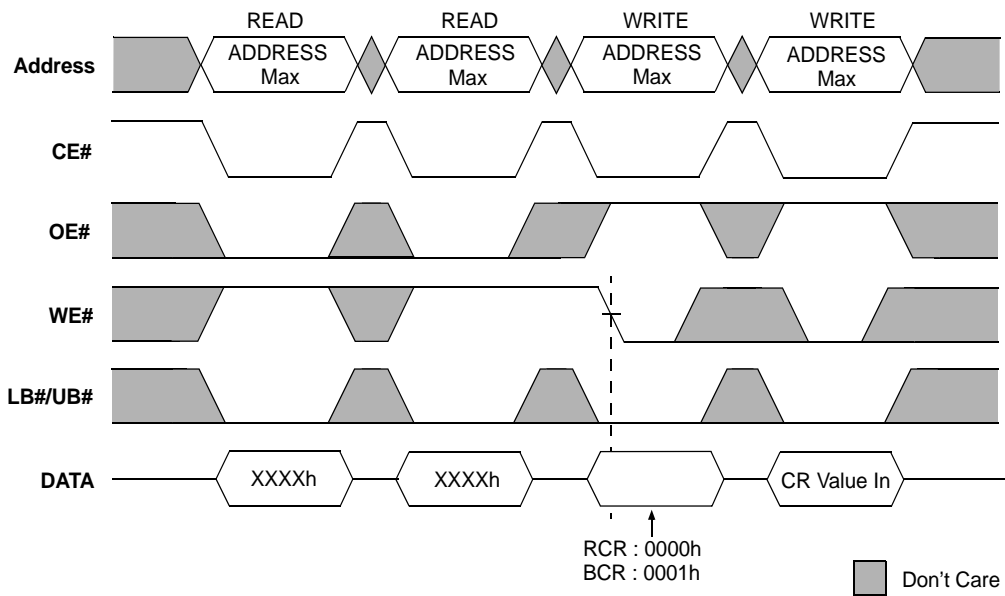 READ READ WRITE WRITE
Address ADDRESS Max ADDRESS Max ADDRESS Max ADDRESS Max
CE#
OE#
WE#
LB#/UB#
DATA XXXXh XXXXh CR Value In
RCR : 0000h
BCR : 0001h
Don't Care